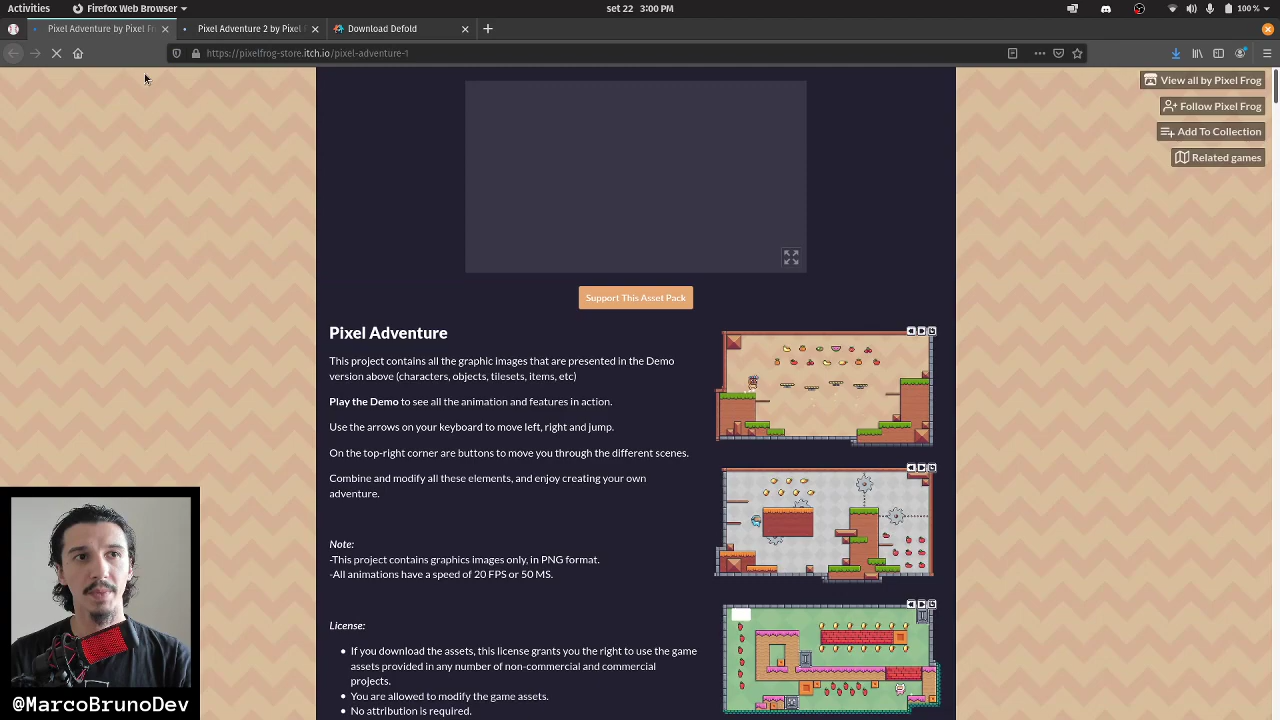 Activities
Firefox Web Browser
set 22 3:00 PM
100 %
Pixel Adventure by Pixel Fr
Pixel Adventure 2 by Pixel
Download Defold
https://pixelfrog-store.itch.io/pixel-adventure-1
View all by Pixel Frog
Follow Pixel Frog
Add To Collection
Related games
Support This Asset Pack
Pixel Adventure
This project contains all the graphic images that are presented in the Demo
version above (characters, objects, tilesets, items, etc)
Play the Demo to see all the animation and features in action.
Use the arrows on your keyboard to move left, right and jump.
On the top-right corner are buttons to move you through the different scenes.
Combine and modify all these elements, and enjoy creating your own
adventure.
Note:
-This project contains graphics images only, in PNG format.
-All animations have a speed of 20 FPS or 50 MS.
License:
If you download the assets, this license grants you the right to use the game
assets provided in any number of non-commercial and commercial
projects.
You are allowed to modify the game assets.
No attribution is required.
@MarcoBrunoDev